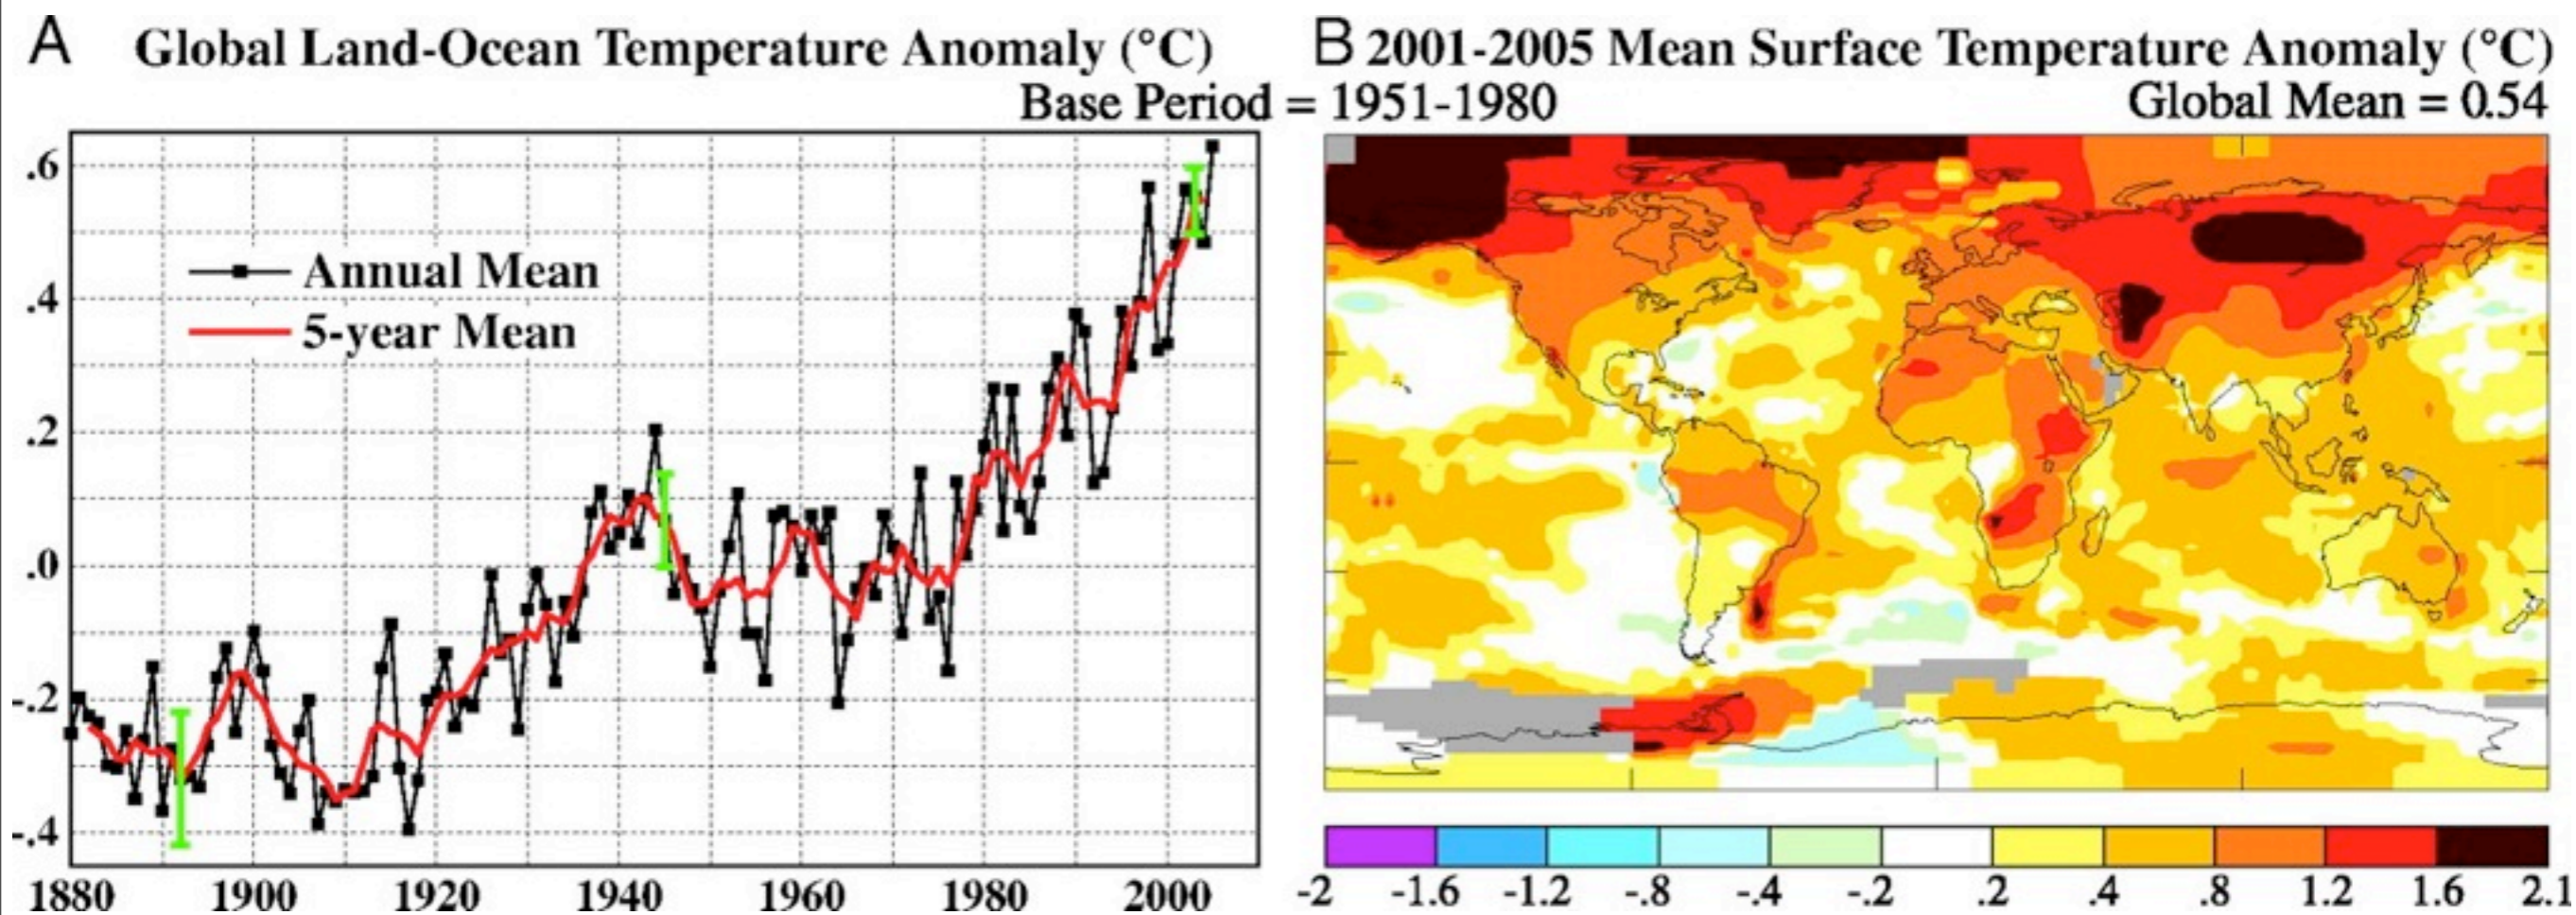 A Global Land-Ocean Temperature Anomaly (°C)
B 2001-2005 Mean Surface Temperature Anomaly (°C)
Base Period = 1951-1980
Global Mean = 0.54
.6
.4
.2
.0
-.2
-.4
Annual Mean
5-year Mean
1880 1900 1920 1940 1960 1980 2000
-2 -1.6 -1.2 -.8 -.4 -.2 .2 .4 .8 1.2 1.6 2.1